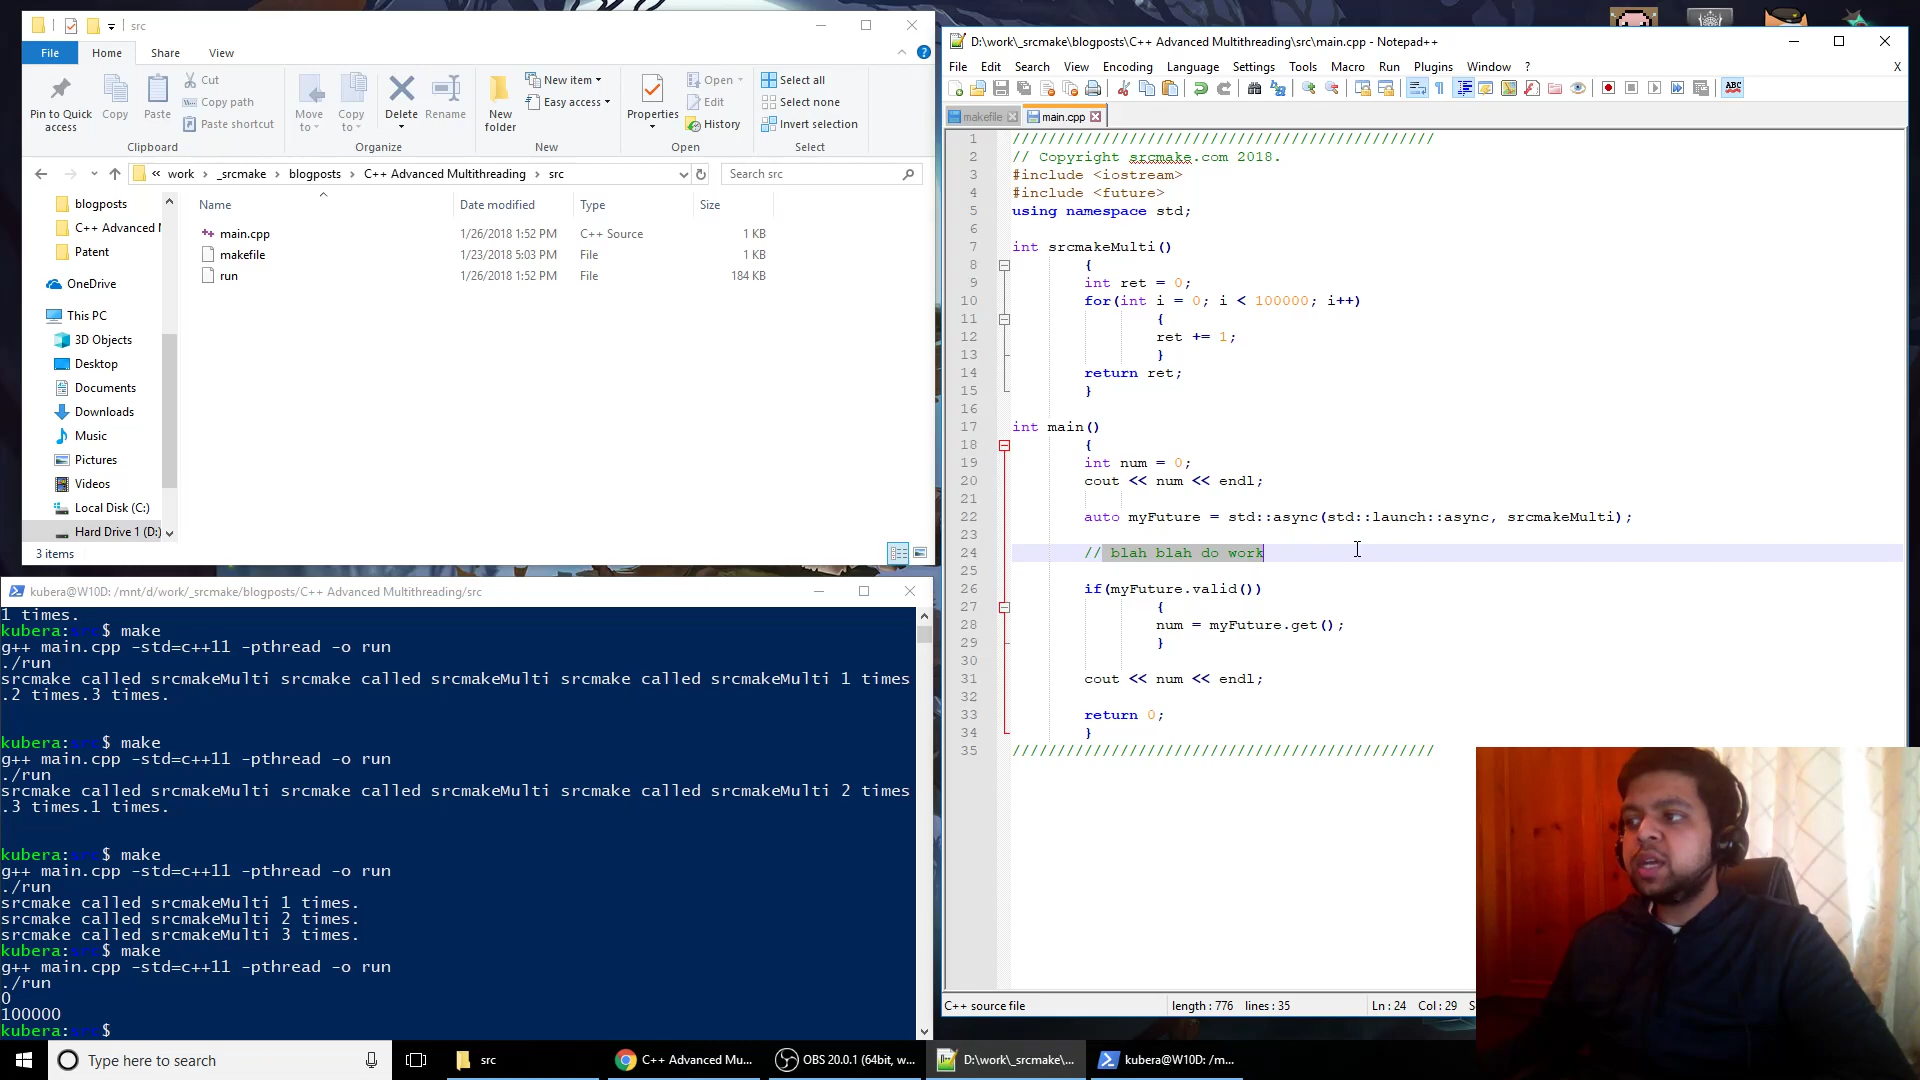 src
File
Home
Share
View
Pin to Quick access
Copy
Paste
Cut
Copy path
Paste shortcut
Clipboard
Move to
Copy to
Delete
Rename
Organize
New folder
New item
Easy access
New
Properties
Open
Edit
History
Open
Select all
Select none
Invert selection
Select
« work > _srcmake > blogposts > C++ Advanced Multithreading > src
Search src
blogposts
C++ Advanced
Patent
OneDrive
This PC
3D Objects
Desktop
Documents
Downloads
Music
Pictures
Videos
Local Disk (C:)
Hard Drive 1 (D:)
Name Date modified Type Size
main.cpp 1/26/2018 1:52 PM C++ Source 1 KB
makefile 1/23/2018 5:03 PM File 1 KB
run 1/26/2018 1:52 PM File 184 KB
3 items
kubera@W10D: /mnt/d/work/_srcmake/blogposts/C++ Advanced Multithreading/src
1 times.
kubera:src$ make
g++ main.cpp -std=c++11 -pthread -o run
./run
srcmake called srcmakeMulti srcmake called srcmakeMulti srcmake called srcmakeMulti 1 times
.2 times.3 times.
kubera:src$ make
g++ main.cpp -std=c++11 -pthread -o run
./run
srcmake called srcmakeMulti srcmake called srcmakeMulti srcmake called srcmakeMulti 2 times
.3 times.1 times.
kubera:src$ make
g++ main.cpp -std=c++11 -pthread -o run
./run
srcmake called srcmakeMulti 1 times.
srcmake called srcmakeMulti 2 times.
srcmake called srcmakeMulti 3 times.
kubera:src$ make
g++ main.cpp -std=c++11 -pthread -o run
./run
0
100000
kubera:src$
D:\work\_srcmake\blogposts\C++ Advanced Multithreading\src\main.cpp - Notepad++
File Edit Search View Encoding Language Settings Tools Macro Run Plugins Window ? X
ABC
makefile
main.cpp
1 ///////////////////////////////////////////////
2 // Copyright srcmake.com 2018.
3 #include <iostream>
4 #include <future>
5 using namespace std;
6
7 int srcmakeMulti()
8 {
9 int ret = 0;
10 for(int i = 0; i < 100000; i++)
11 {
12 ret += 1;
13 }
14 return ret;
15 }
16
17 int main()
18 {
19 int num = 0;
20 cout << num << endl;
21
22 auto myFuture = std::async(std::launch::async, srcmakeMulti);
23
24 // blah blah do work
25
26 if(myFuture.valid())
27 {
28 num = myFuture.get();
29 }
30
31 cout << num << endl;
32
33 return 0;
34 }
35 ///////////////////////////////////////////////
C++ source file length : 776 lines : 35 Ln : 24 Col : 29 S
Type here to search
src
C++ Advanced Mu...
OBS 20.0.1 (64bit, w...
D:\work\_srcmake\...
kubera@W10D: /m...